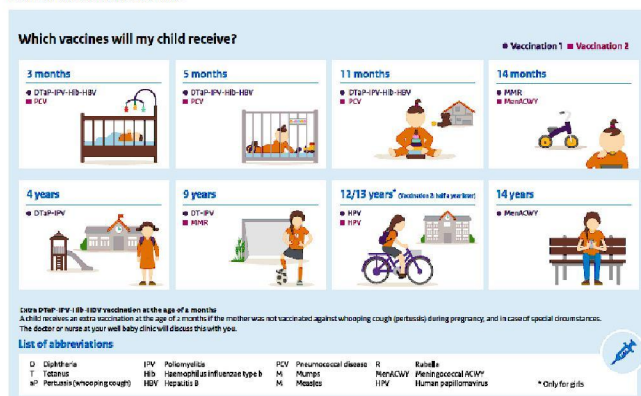 Which vaccines will my child receive?
● Vaccination 1 ■ Vaccination 2
3 months
● DTaP-IPV-Hib-HBV
■ PCV
5 months
● DTaP-IPV-Hib-HBV
■ PCV
11 months
● DTaP-IPV-Hib-HBV
■ PCV
14 months
● MMR
■ MenACWY
4 years
● DTaP-IPV
9 years
● DT-IPV
■ MMR
12/13 years* (Vaccination 2: half a year later)
● HPV
■ HPV
14 years
● MenACWY
Extra DTaP-IPV-Hib-HBV vaccination at the age of 2 months
A child receives an extra vaccination at the age of 2 months if the mother was not vaccinated against whooping cough (pertussis) during pregnancy, and in case of special circumstances.
The doctor or nurse at your well baby clinic will discuss this with you.
List of abbreviations
D Diphtheria IPV Poliomyelitis PCV Pneumococcal disease R Rubella
T Tetanus Hib Haemophilus influenzae type b M Mumps MenACWY Meningococcal ACWY
aP Pertussis (whooping cough) HBV Hepatitis B M Measles HPV Human papillomavirus * Only for girls